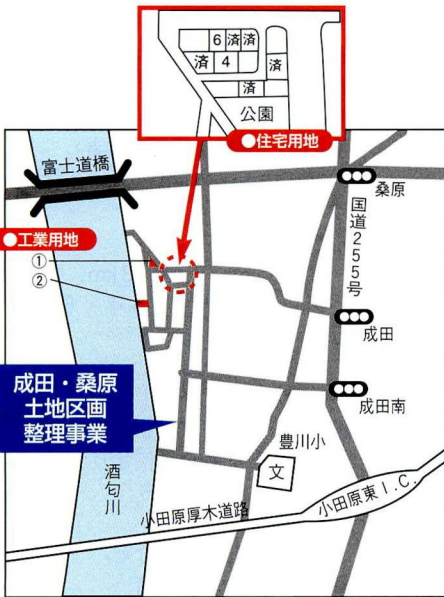 6 済 済
済 4 済
済
公園
●住宅用地
富士道橋
桑原
国道255号
●工業用地
①
②
成田
成田南
成田・桑原
土地区画
整理事業
豊川小
文
酒匂川
小田原厚木道路
小田原東I.C.